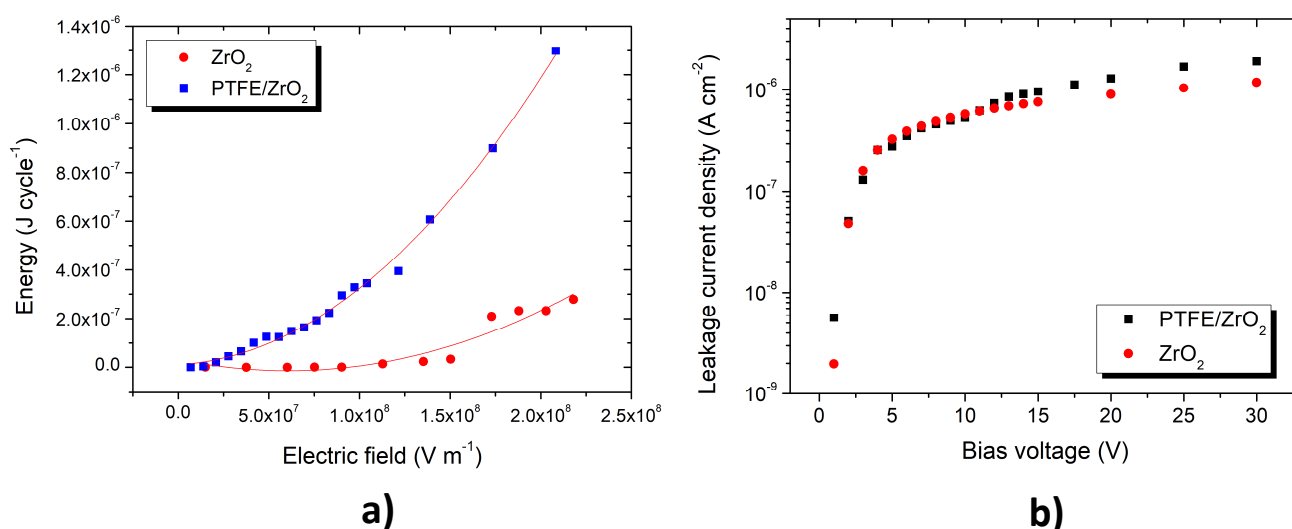 1.4x10⁻⁶
1.2x10⁻⁶
1.0x10⁻⁶
8.0x10⁻⁷
6.0x10⁻⁷
4.0x10⁻⁷
2.0x10⁻⁷
0.0
Energy (J cycle⁻¹)
ZrO₂
PTFE/ZrO₂
0.0 5.0x10⁷ 1.0x10⁸ 1.5x10⁸ 2.0x10⁸ 2.5x10⁸
Electric field (V m⁻¹)
a)
10⁻⁶
10⁻⁷
10⁻⁸
10⁻⁹
Leakage current density (A cm⁻²)
PTFE/ZrO₂
ZrO₂
0 5 10 15 20 25 30
Bias voltage (V)
b)